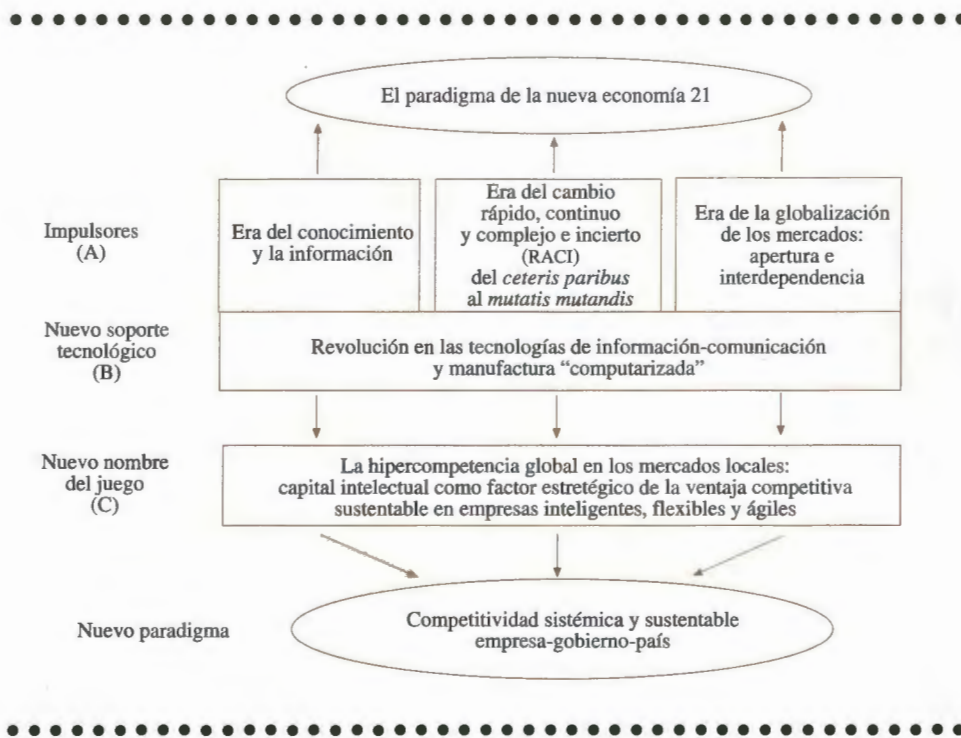 El paradigma de la nueva economía 21
Impulsores
(A)
Era del conocimiento
y la información
Era del cambio
rápido, continuo
y complejo e incierto
(RACI)
del ceteris paribus
al mutatis mutandis
Era de la globalización
de los mercados:
apertura e
interdependencia
Nuevo soporte
tecnológico
(B)
Revolución en las tecnologías de información-comunicación
y manufactura “computarizada”
Nuevo nombre
del juego
(C)
La hipercompetencia global en los mercados locales:
capital intelectual como factor estretégico de la ventaja competitiva
sustentable en empresas inteligentes, flexibles y ágiles
Nuevo paradigma
Competitividad sistémica y sustentable
empresa-gobierno-país